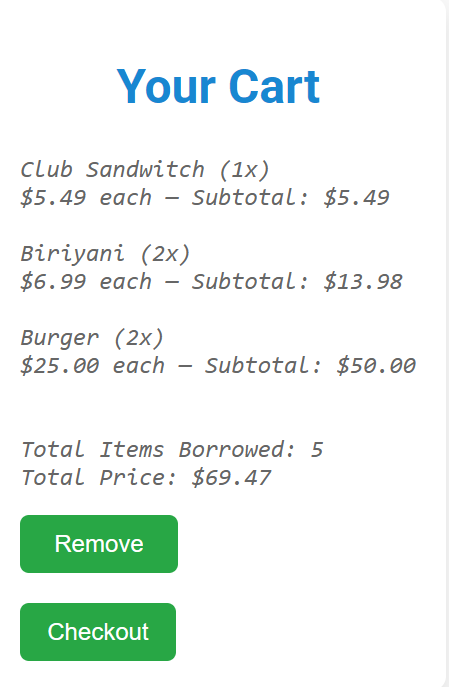 Your Cart
Club Sandwitch (1x)
$5.49 each — Subtotal: $5.49
Biriyani (2x)
$6.99 each — Subtotal: $13.98
Burger (2x)
$25.00 each — Subtotal: $50.00
Total Items Borrowed: 5
Total Price: $69.47
Remove
Checkout